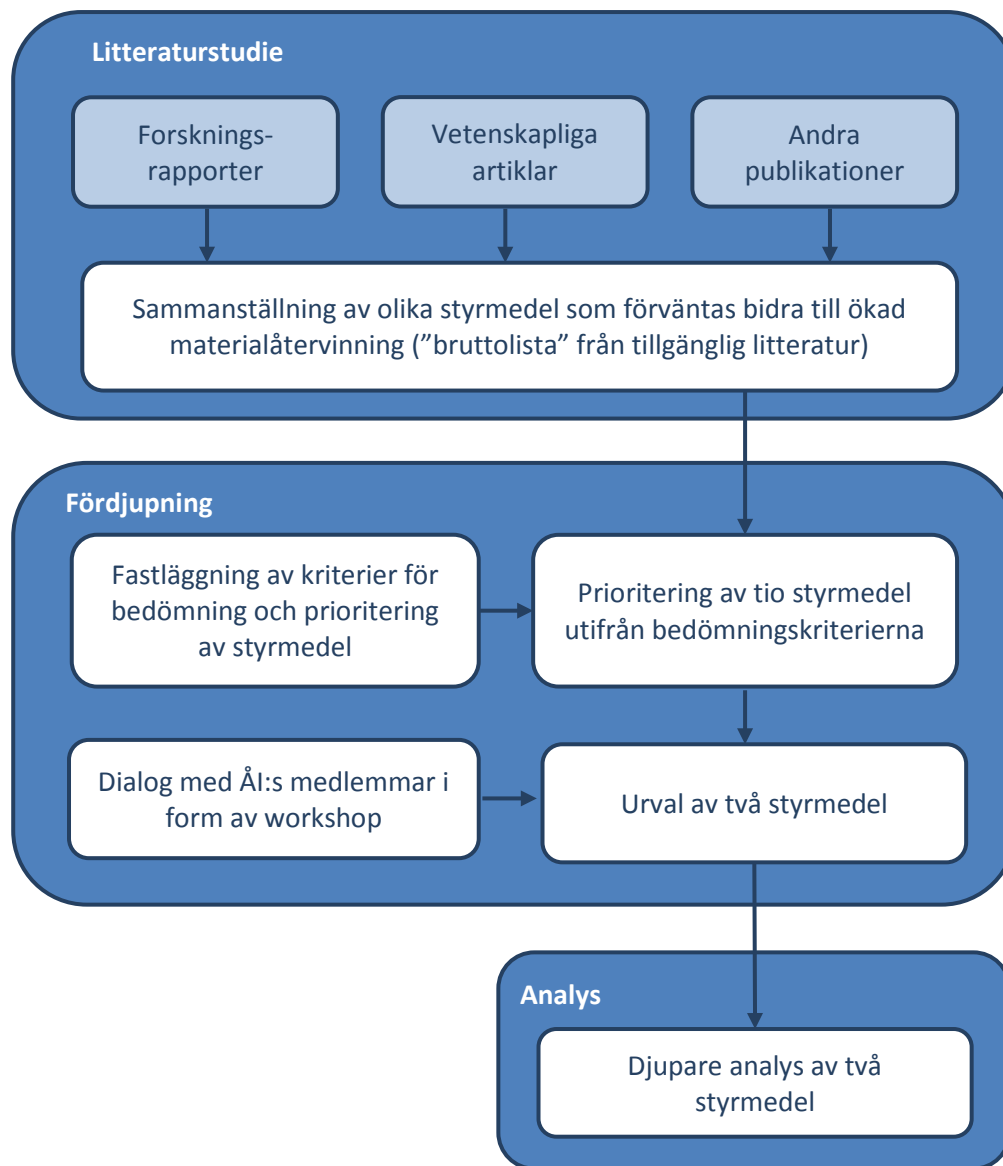 Litteraturstudie
Forsknings-
rapporter
Vetenskapliga
artiklar
Andra
publikationer
Sammanställning av olika styrmedel som förväntas bidra till ökad
materialåtervinning (”bruttolista” från tillgänglig litteratur)
Fördjupning
Fastläggning av kriterier för
bedömning och prioritering
av styrmedel
Prioritering av tio styrmedel
utifrån bedömningskriterierna
Dialog med ÅI:s medlemmar i
form av workshop
Urval av två styrmedel
Analys
Djupare analys av två
styrmedel